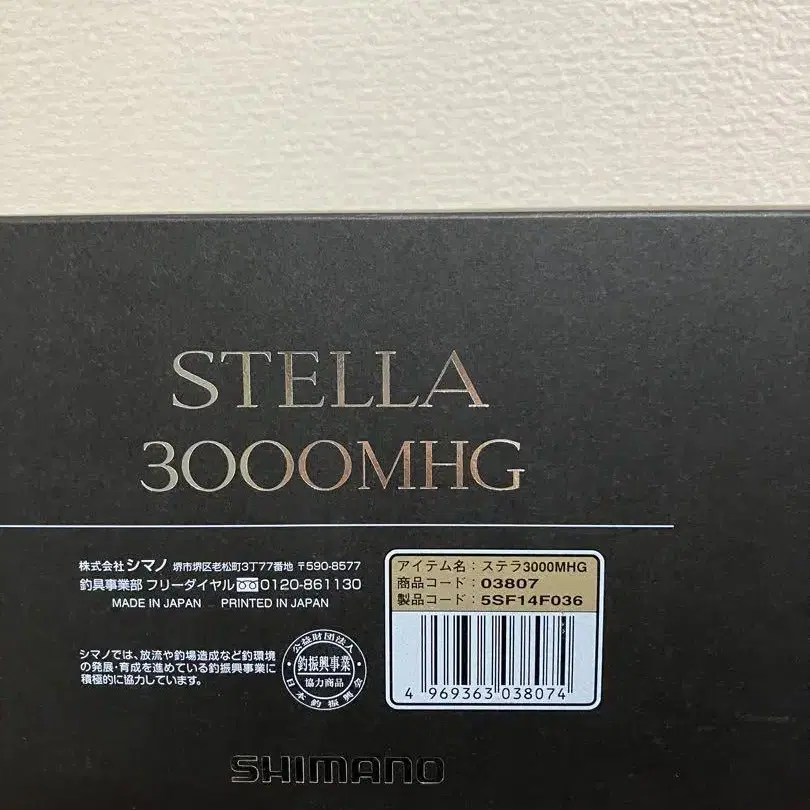 STELLA
3000MHG
株式会社 シマノ 堺市堺区老松町3丁77番地 〒590-8577
釣具事業部 フリーダイヤル 0120-861130
MADE IN JAPAN PRINTED IN JAPAN
シマノでは、放流や釣場造成など釣環境
の発展・育成を進めている釣振興事業に
積極的に協力しています。
公益財団法人
釣振興事業
協力商品
日本釣振興会
アイテム名：ステラ3000MHG
商品コード：03807
製品コード：5SF14F036
4 969363 038074
SHIMANO